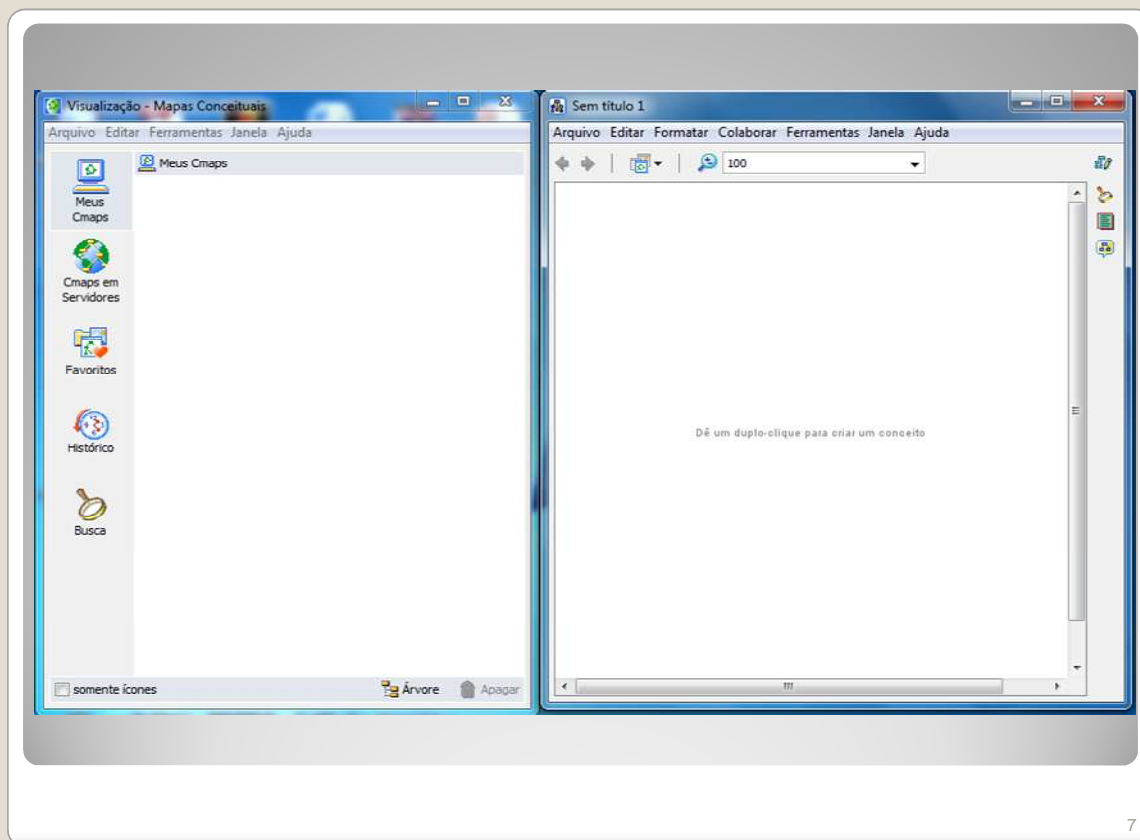 Visualização - Mapas Conceituais
Arquivo Editar Ferramentas Janela Ajuda
Meus Cmaps
Meus
Cmaps
Cmaps em
Servidores
Favoritos
Histórico
Busca
somente ícones
Árvore
Apagar
Sem título 1
Arquivo Editar Formatar Colaborar Ferramentas Janela Ajuda
100
Dê um duplo-clique para criar um conceito
7